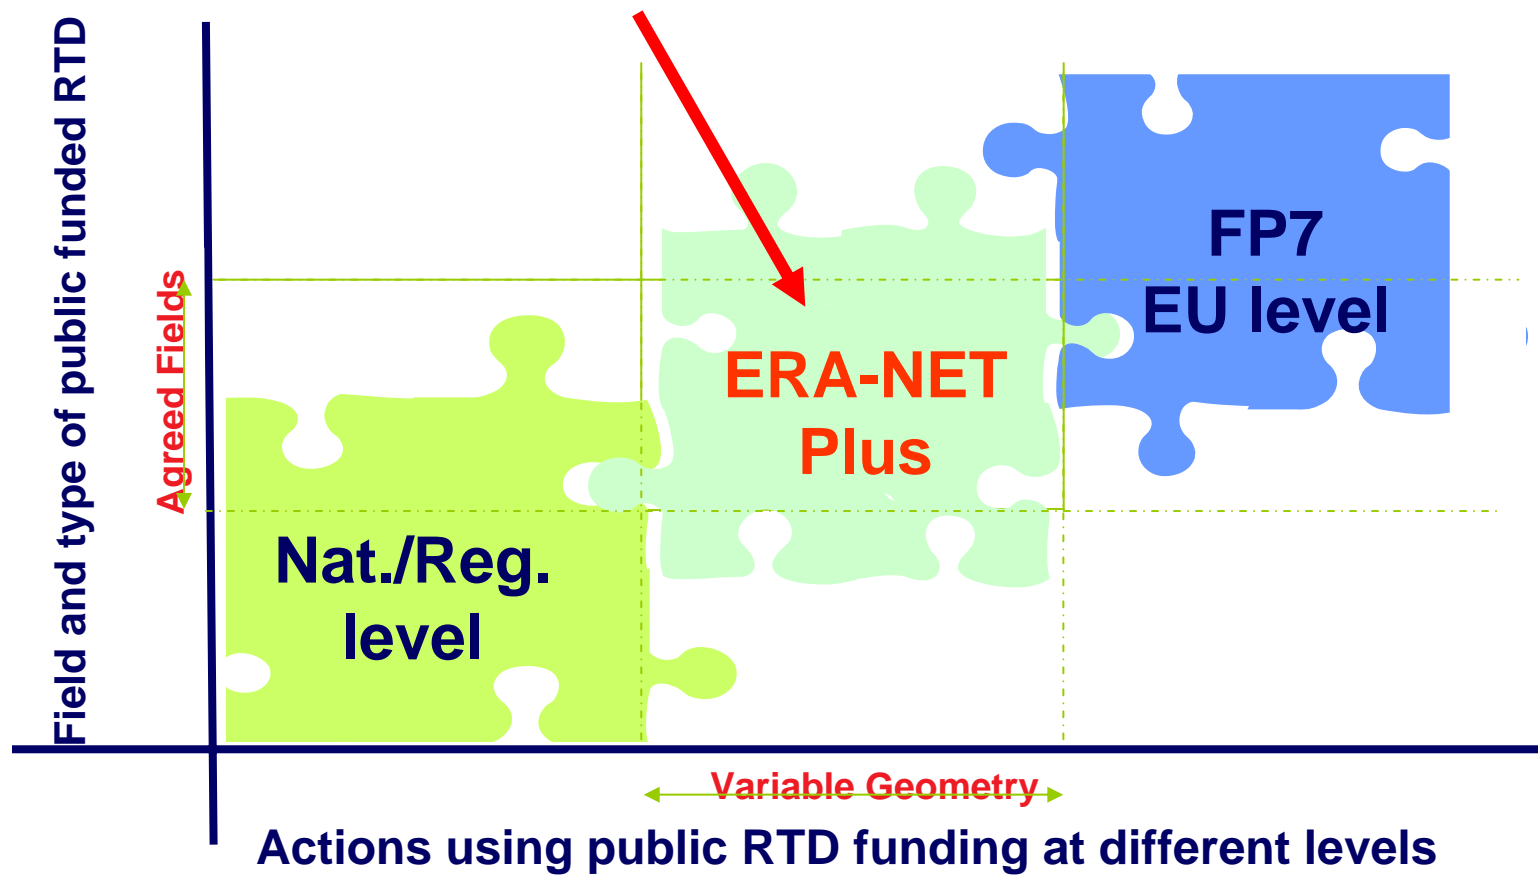 Field and type of public funded RTD
Agreed Fields
FP7
EU level
ERA-NET
Plus
Nat./Reg.
level
Variable Geometry
Actions using public RTD funding at different levels